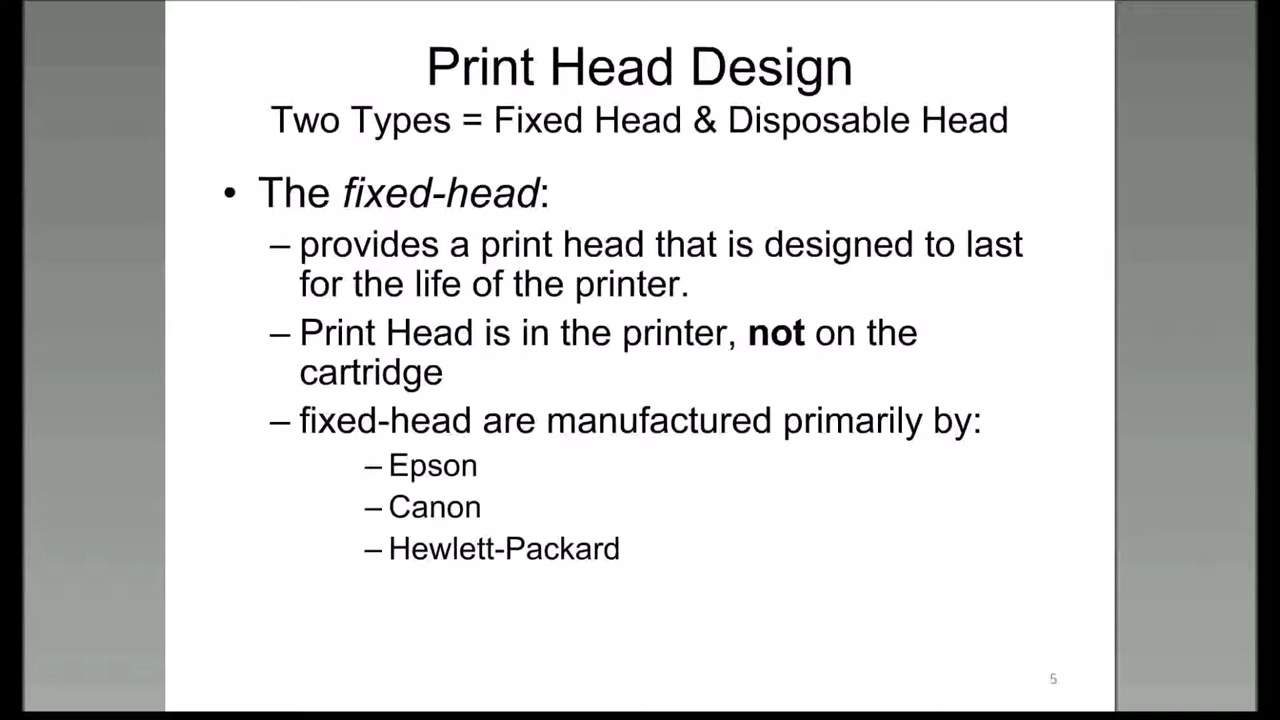 Print Head Design
Two Types = Fixed Head & Disposable Head
• The fixed-head:
– provides a print head that is designed to last
for the life of the printer.
– Print Head is in the printer, not on the
cartridge
– fixed-head are manufactured primarily by:
– Epson
– Canon
– Hewlett-Packard
5